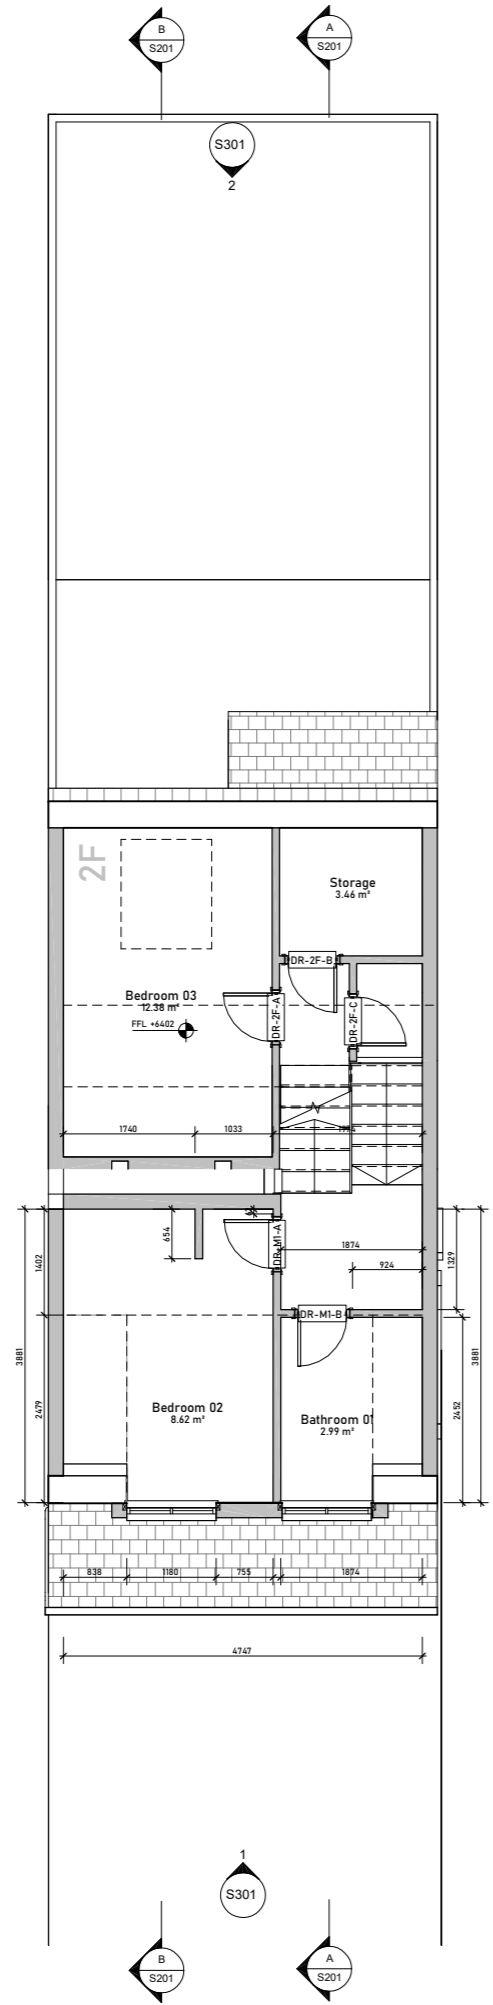 B
S201
A
S201
S301
2
2F
Storage
3.46 m²
DR-2F-B
Bedroom 03
12.38 m²
FFL +6402
DR-2F-A
DR-2F-C
1740
1033
654
DR-M1-A
1874
924
1402
1329
DR-M1-B
3881
3881
2479
2452
Bedroom 02
8.62 m²
Bathroom 01
2.99 m²
838
1180
755
1874
4747
1
S301
B
S201
A
S201